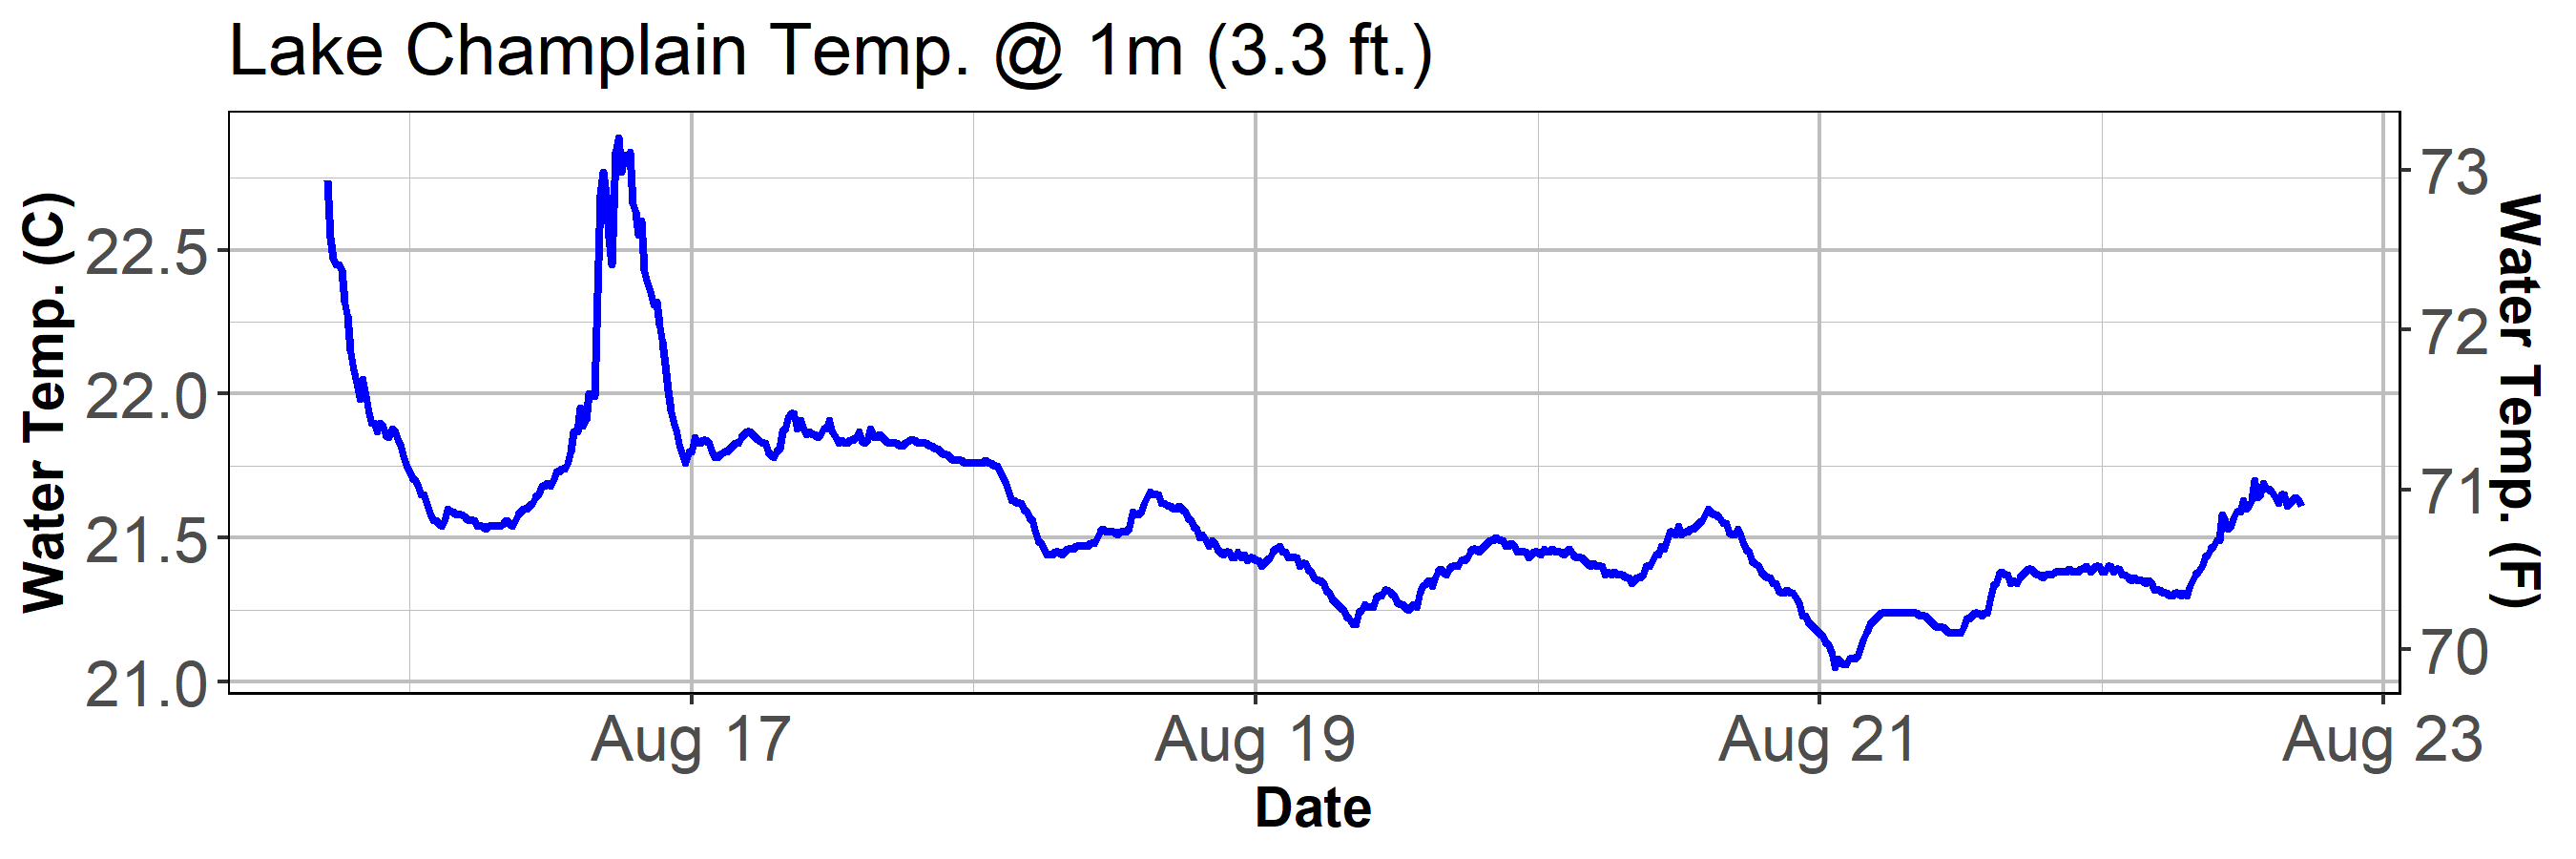 Lake Champlain Temp. @ 1m (3.3 ft.)
Water Temp. (C)
22.5
22.0
21.5
21.0
73
72
71
70
Water Temp. (F)
Aug 17 Aug 19 Aug 21 Aug 23
Date